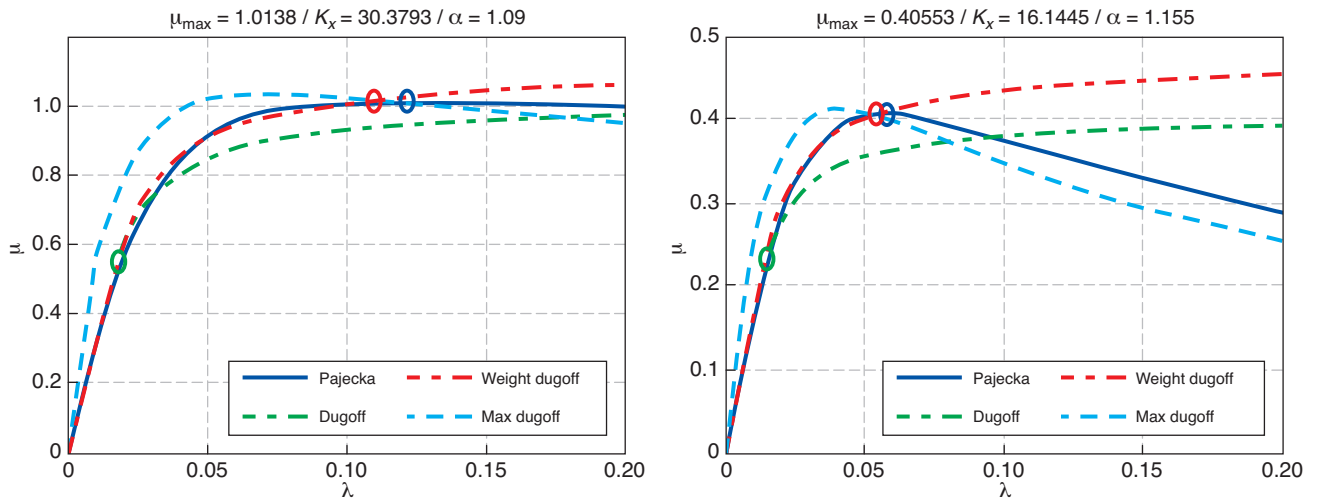 μmax = 1.0138 / Kx = 30.3793 / α = 1.09
1.0
0.8
0.6
0.4
0.2
0
μ
0 0.05 0.10 0.15 0.20
λ
Pajecka
Weight dugoff
Dugoff
Max dugoff
μmax = 0.40553 / Kx = 16.1445 / α = 1.155
0.5
0.4
0.3
0.2
0.1
0
μ
0 0.05 0.10 0.15 0.20
λ
Pajecka
Weight dugoff
Dugoff
Max dugoff